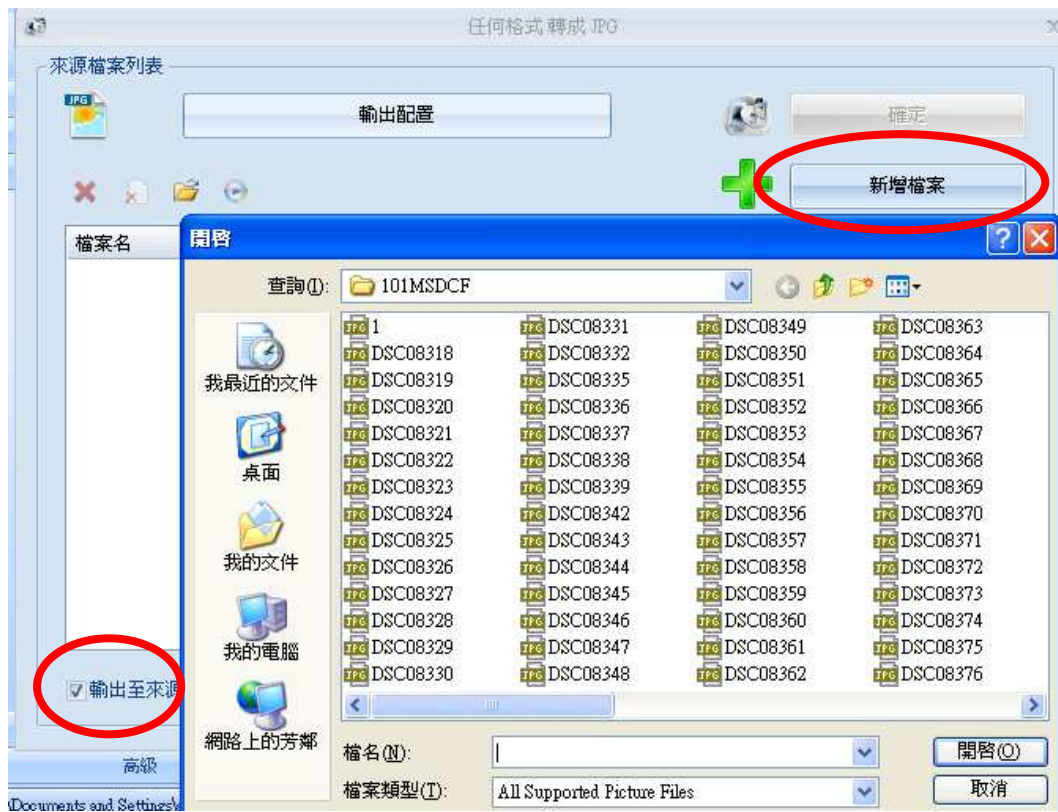 任何格式 轉成 JPG
來源檔案列表
JPG
輸出配置
確定
新增檔案
檔案名
開啓
查詢(I):
101MSDCF
我最近的文件
桌面
我的文件
我的電腦
網路上的芳鄰
1
DSC08318
DSC08319
DSC08320
DSC08321
DSC08322
DSC08323
DSC08324
DSC08325
DSC08326
DSC08327
DSC08328
DSC08329
DSC08330
DSC08331
DSC08332
DSC08335
DSC08336
DSC08337
DSC08338
DSC08339
DSC08342
DSC08343
DSC08344
DSC08345
DSC08346
DSC08347
DSC08348
DSC08349
DSC08350
DSC08351
DSC08352
DSC08353
DSC08354
DSC08355
DSC08356
DSC08357
DSC08358
DSC08359
DSC08360
DSC08361
DSC08362
DSC08363
DSC08364
DSC08365
DSC08366
DSC08367
DSC08368
DSC08369
DSC08370
DSC08371
DSC08372
DSC08373
DSC08374
DSC08375
DSC08376
輸出至來源
檔名(N):
開啓(O)
檔案類型(T):
All Supported Picture Files
取消
高級
\Documents and Settings\